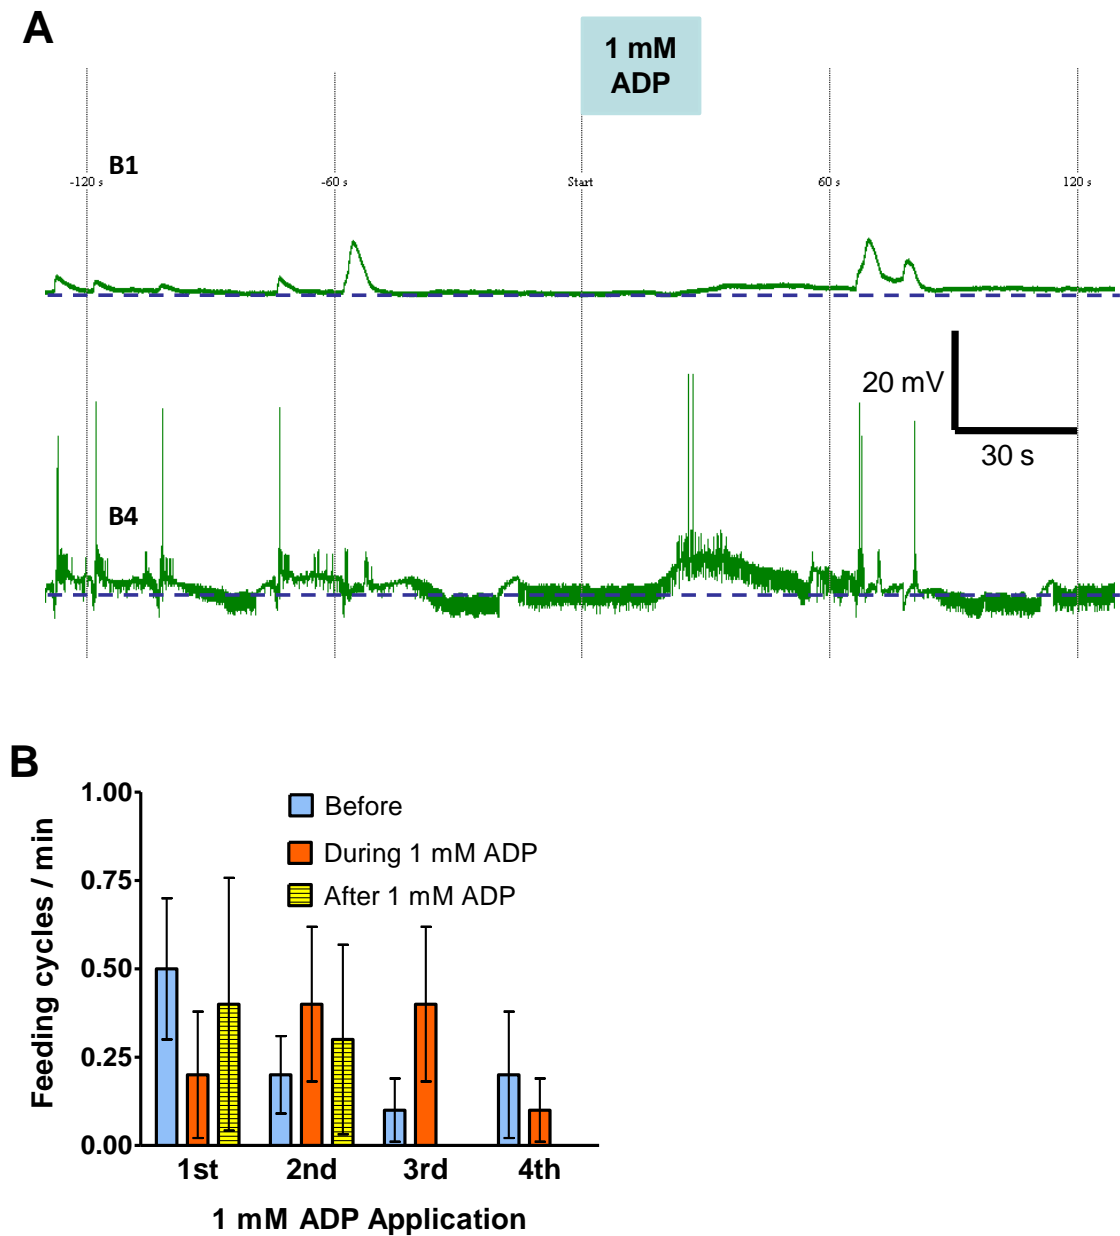 A
1 mM
ADP
B1
-120 s
-60 s
Start
60 s
120 s
20 mV
30 s
B4
B
1.00
0.75
0.50
0.25
0.00
Feeding cycles / min
Before
During 1 mM ADP
After 1 mM ADP
1st
2nd
3rd
4th
1 mM ADP Application